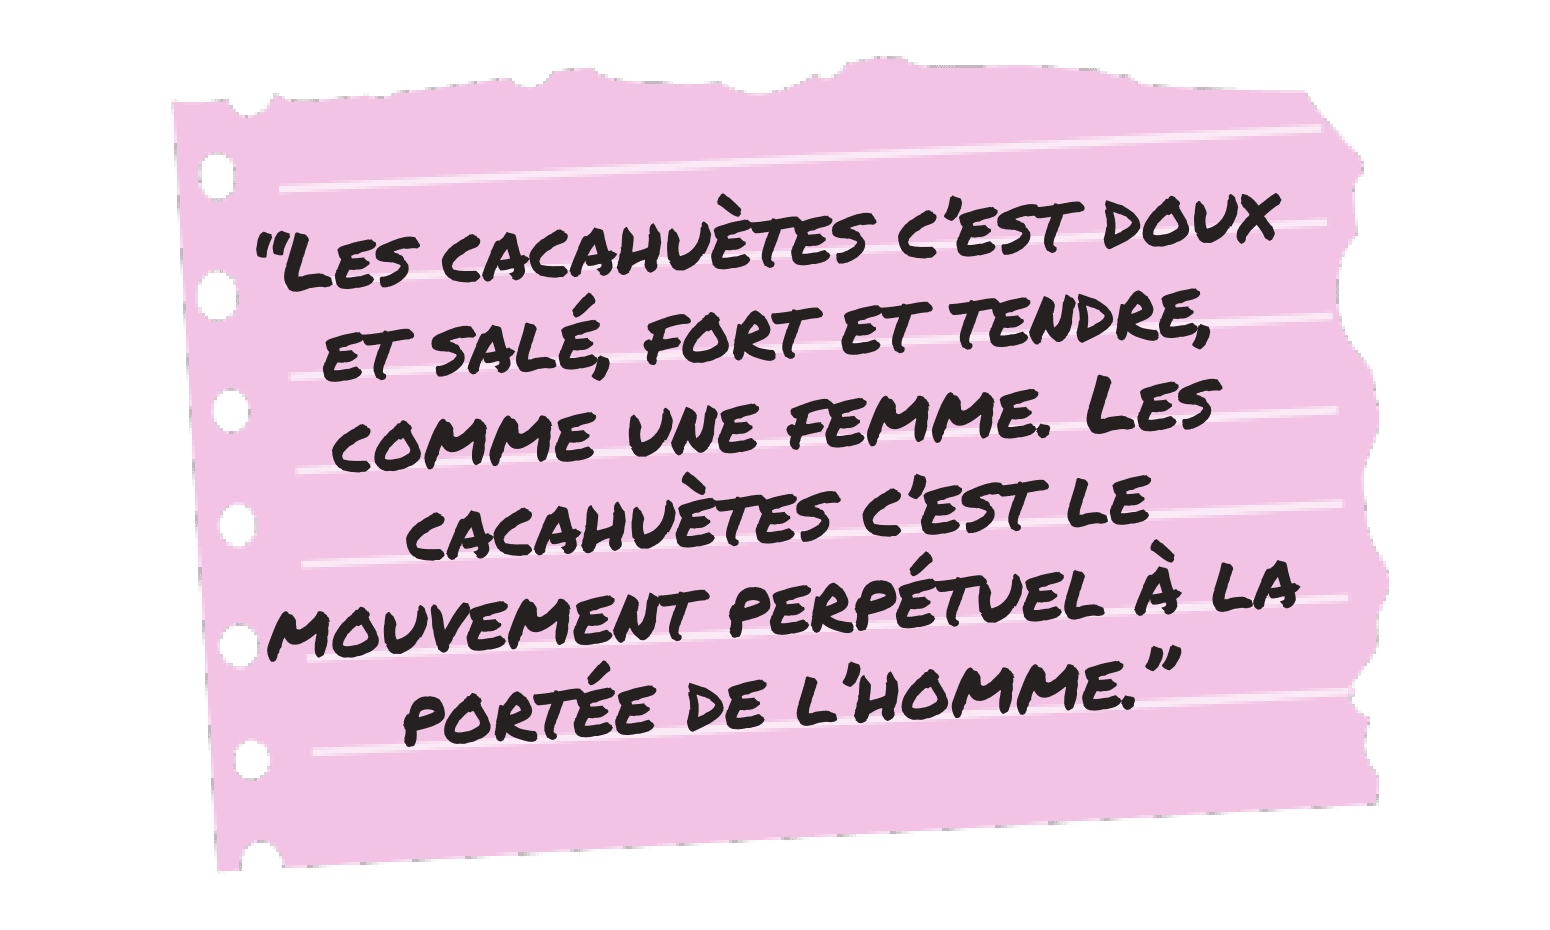 “Les cacahuètes c’est doux
et salé, fort et tendre,
comme une femme. Les
cacahuètes c’est le
mouvement perpétuel à la
portée de l’homme.”